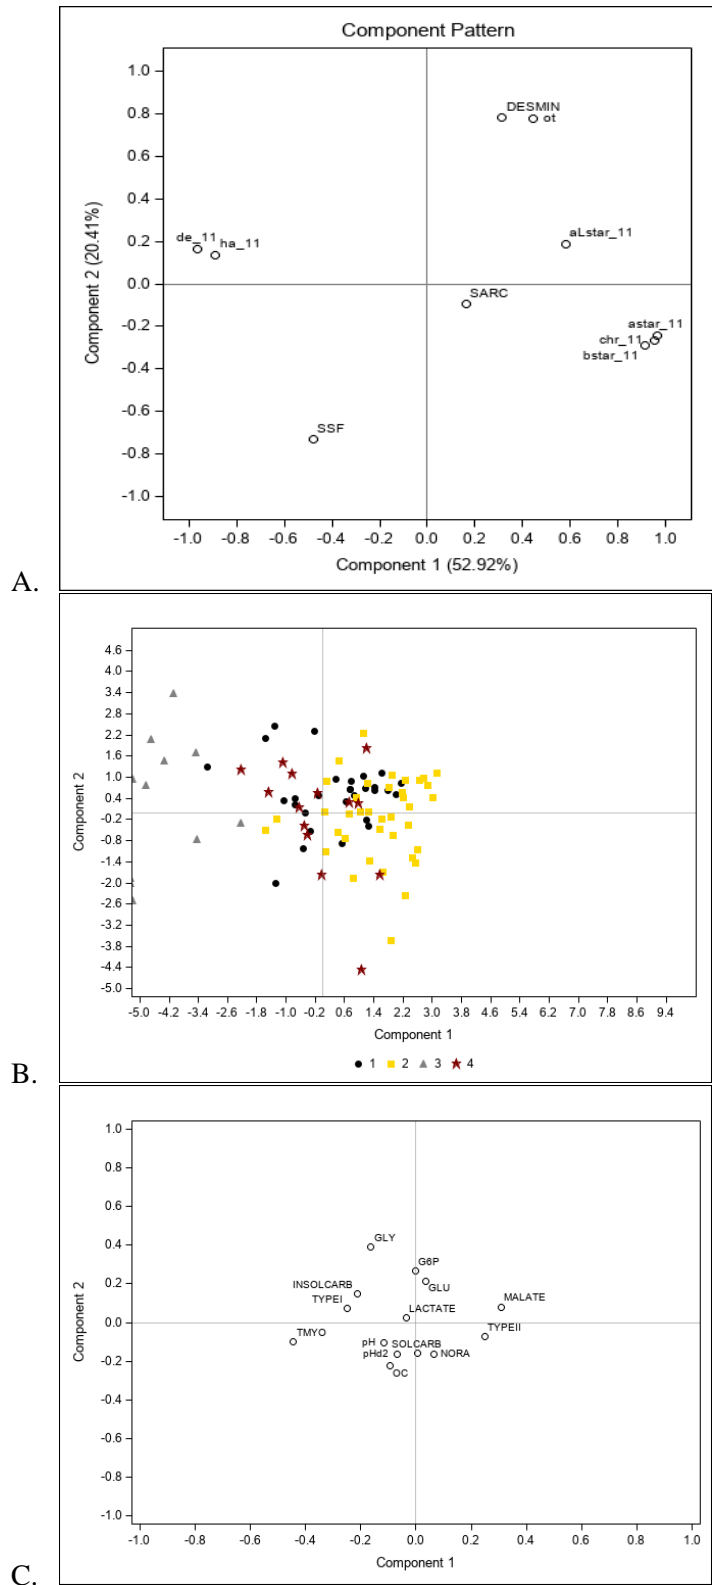 Component Pattern
1.0
0.8
0.6
0.4
0.2
0.0
-0.2
-0.4
-0.6
-0.8
-1.0
Component 2 (20.41%)
DESMIN
ot
aLstar_11
de_11
ha_11
SARC
astar_11
chr_11
bstar_11
SSF
-1.0 -0.8 -0.6 -0.4 -0.2 0.0 0.2 0.4 0.6 0.8 1.0
Component 1 (52.92%)
A.
4.6
4.0
3.4
2.8
2.2
1.6
1.0
0.4
-0.2
-0.8
-1.4
-2.0
-2.6
-3.2
-3.8
-4.4
-5.0
Component 2
-5.0 -4.2 -3.4 -2.6 -1.8 -1.0 -0.2 0.6 1.4 2.2 3.0 3.8 4.6 5.4 6.2 7.0 7.8 8.6 9.4
Component 1
1 2 3 4
B.
1.0
0.8
0.6
0.4
0.2
0.0
-0.2
-0.4
-0.6
-0.8
-1.0
Component 2
GLY
G6P
INSOLCARB
GLU
TYPEI
MALATE
LACTATE
TMYO
TYPEII
pH
SOLCARB
pHd2
NORA
OC
-1.0 -0.8 -0.6 -0.4 -0.2 0.0 0.2 0.4 0.6 0.8 1.0
Component 1
C.